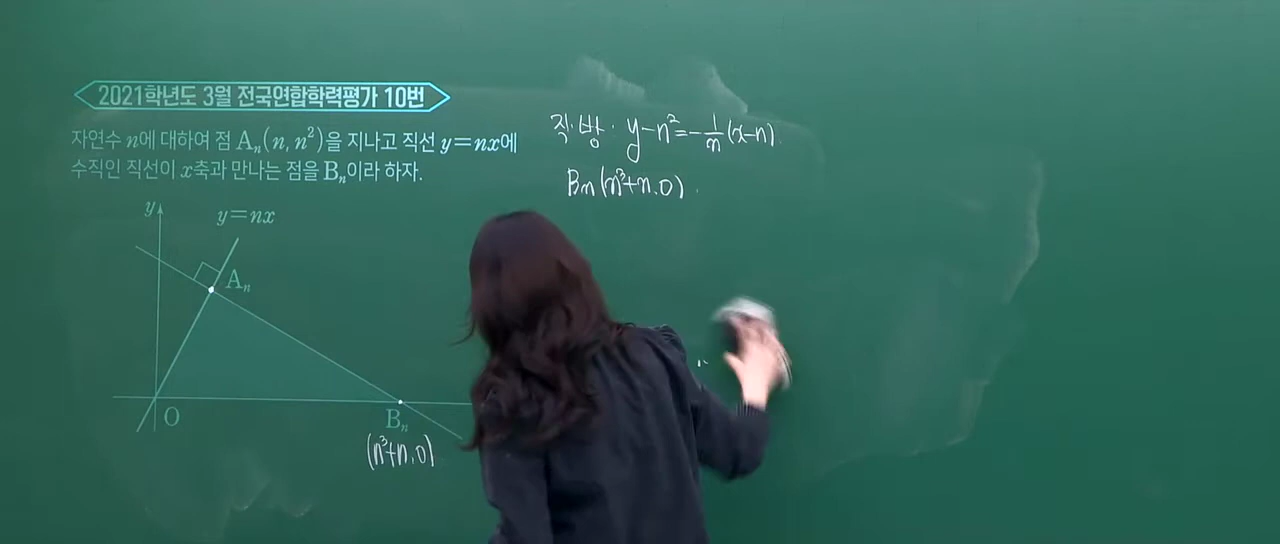 2021학년도 3월 전국연합학력평가 10번
자연수 n에 대하여 점 Aₙ(n, n²)을 지나고 직선 y=nx에
수직인 직선이 x축과 만나는 점을 Bₙ이라 하자.
직·방· y-n²=-1/n(x-n)
Bn(n³+n.0)
y
y=nx
Aₙ
O
Bₙ
(n³+n.0)